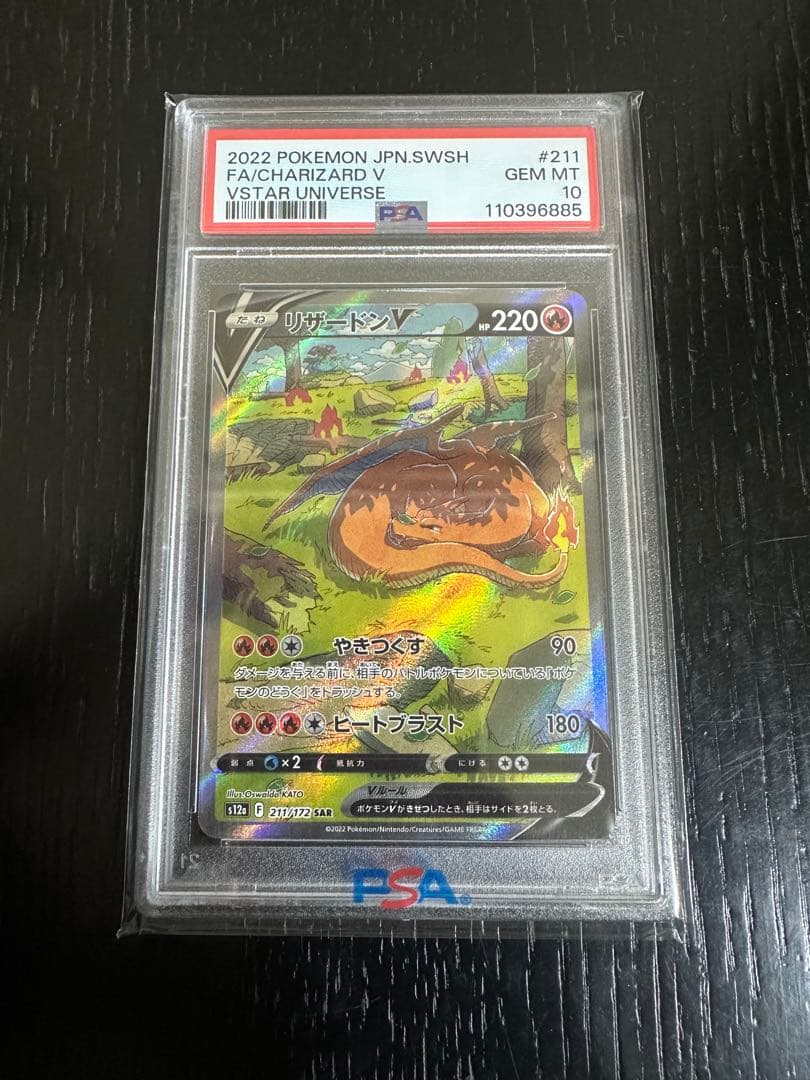 2022 POKEMON JPN.SWSH #211
FA/CHARIZARD V GEM MT
VSTAR UNIVERSE 10
PSA 110396885
たね リザードンV HP 220
やきつくす 90
ダメージを与える前に、相手のバトルポケモンについている「ポケ
モンのどうぐ」をトラッシュする。
ヒートブラスト 180
弱点 ×2 抵抗力 にげる
Illus. Oswaldo KATO
Vルール
ポケモンVがきぜつしたとき、相手はサイドを2枚とる。
s12a F 211/172 SAR
©2022 Pokémon/Nintendo/Creatures/GAME FREAK
PSA®